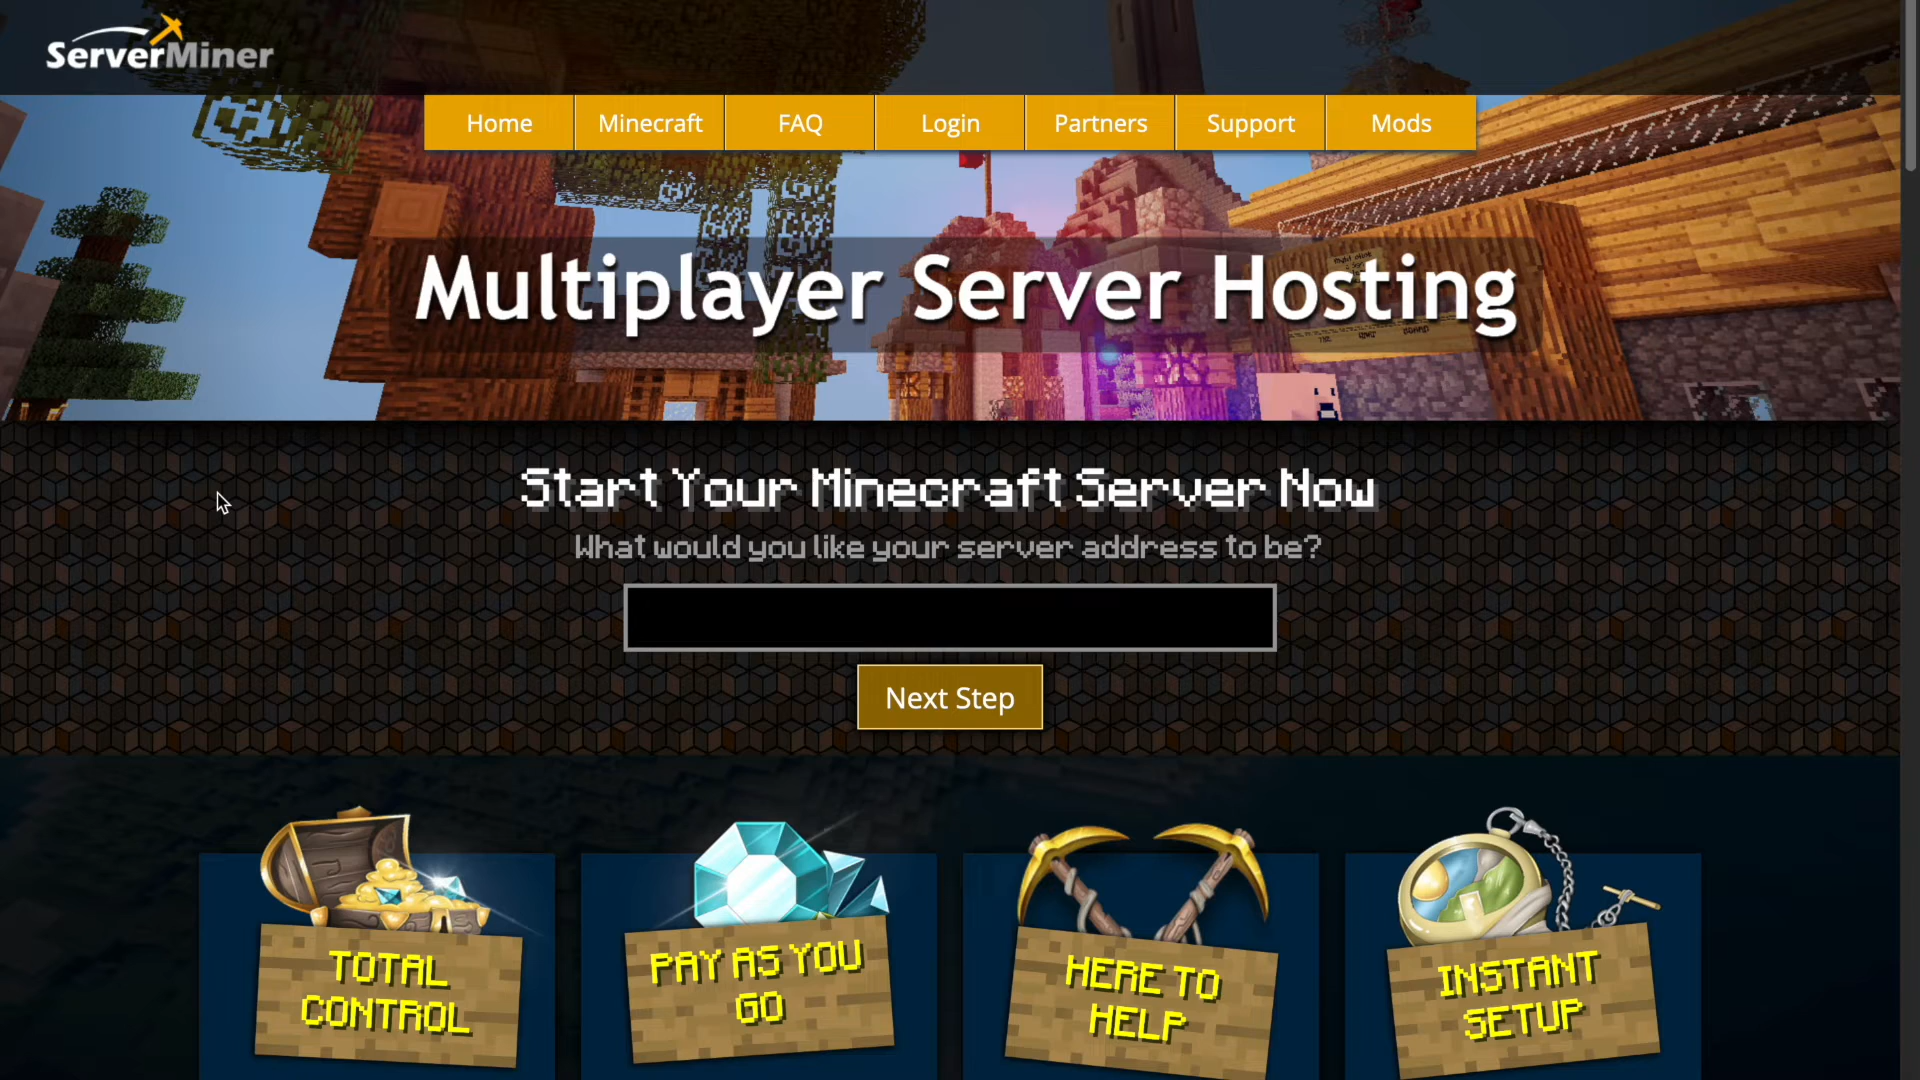 ServerMiner
Home
Minecraft
FAQ
Login
Partners
Support
Mods
Multiplayer Server Hosting
Start Your Minecraft Server Now
What would you like your server address to be?
Next Step
TOTAL
CONTROL
PAY AS YOU
GO
HERE TO
HELP
INSTANT
SETUP